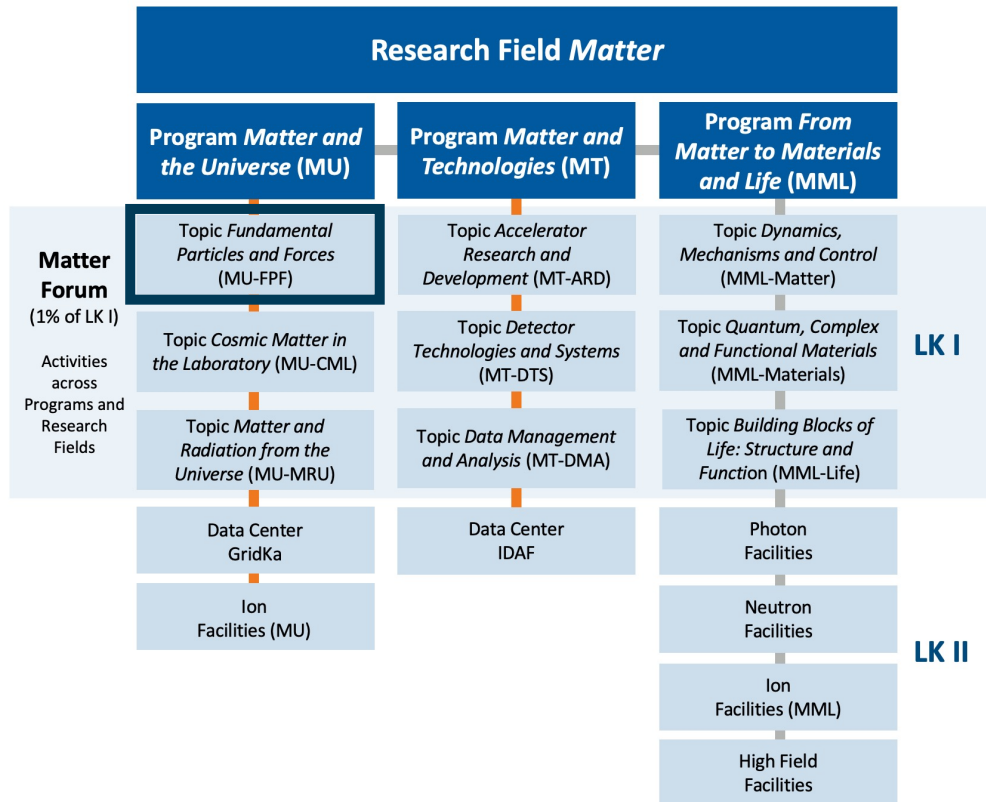 Research Field Matter
Program Matter and
the Universe (MU)
Program Matter and
Technologies (MT)
Program From
Matter to Materials
and Life (MML)
Matter
Forum
(1% of LK I)
Activities
across
Programs and
Research
Fields
Topic Fundamental
Particles and Forces
(MU-FPF)
Topic Accelerator
Research and
Development (MT-ARD)
Topic Dynamics,
Mechanisms and Control
(MML-Matter)
Topic Cosmic Matter in
the Laboratory (MU-CML)
Topic Detector
Technologies and Systems
(MT-DTS)
Topic Quantum, Complex
and Functional Materials
(MML-Materials)
LK I
Topic Matter and
Radiation from the
Universe (MU-MRU)
Topic Data Management
and Analysis (MT-DMA)
Topic Building Blocks of
Life: Structure and
Function (MML-Life)
Data Center
GridKa
Data Center
IDAF
Photon
Facilities
Ion
Facilities (MU)
Neutron
Facilities
LK II
Ion
Facilities (MML)
High Field
Facilities